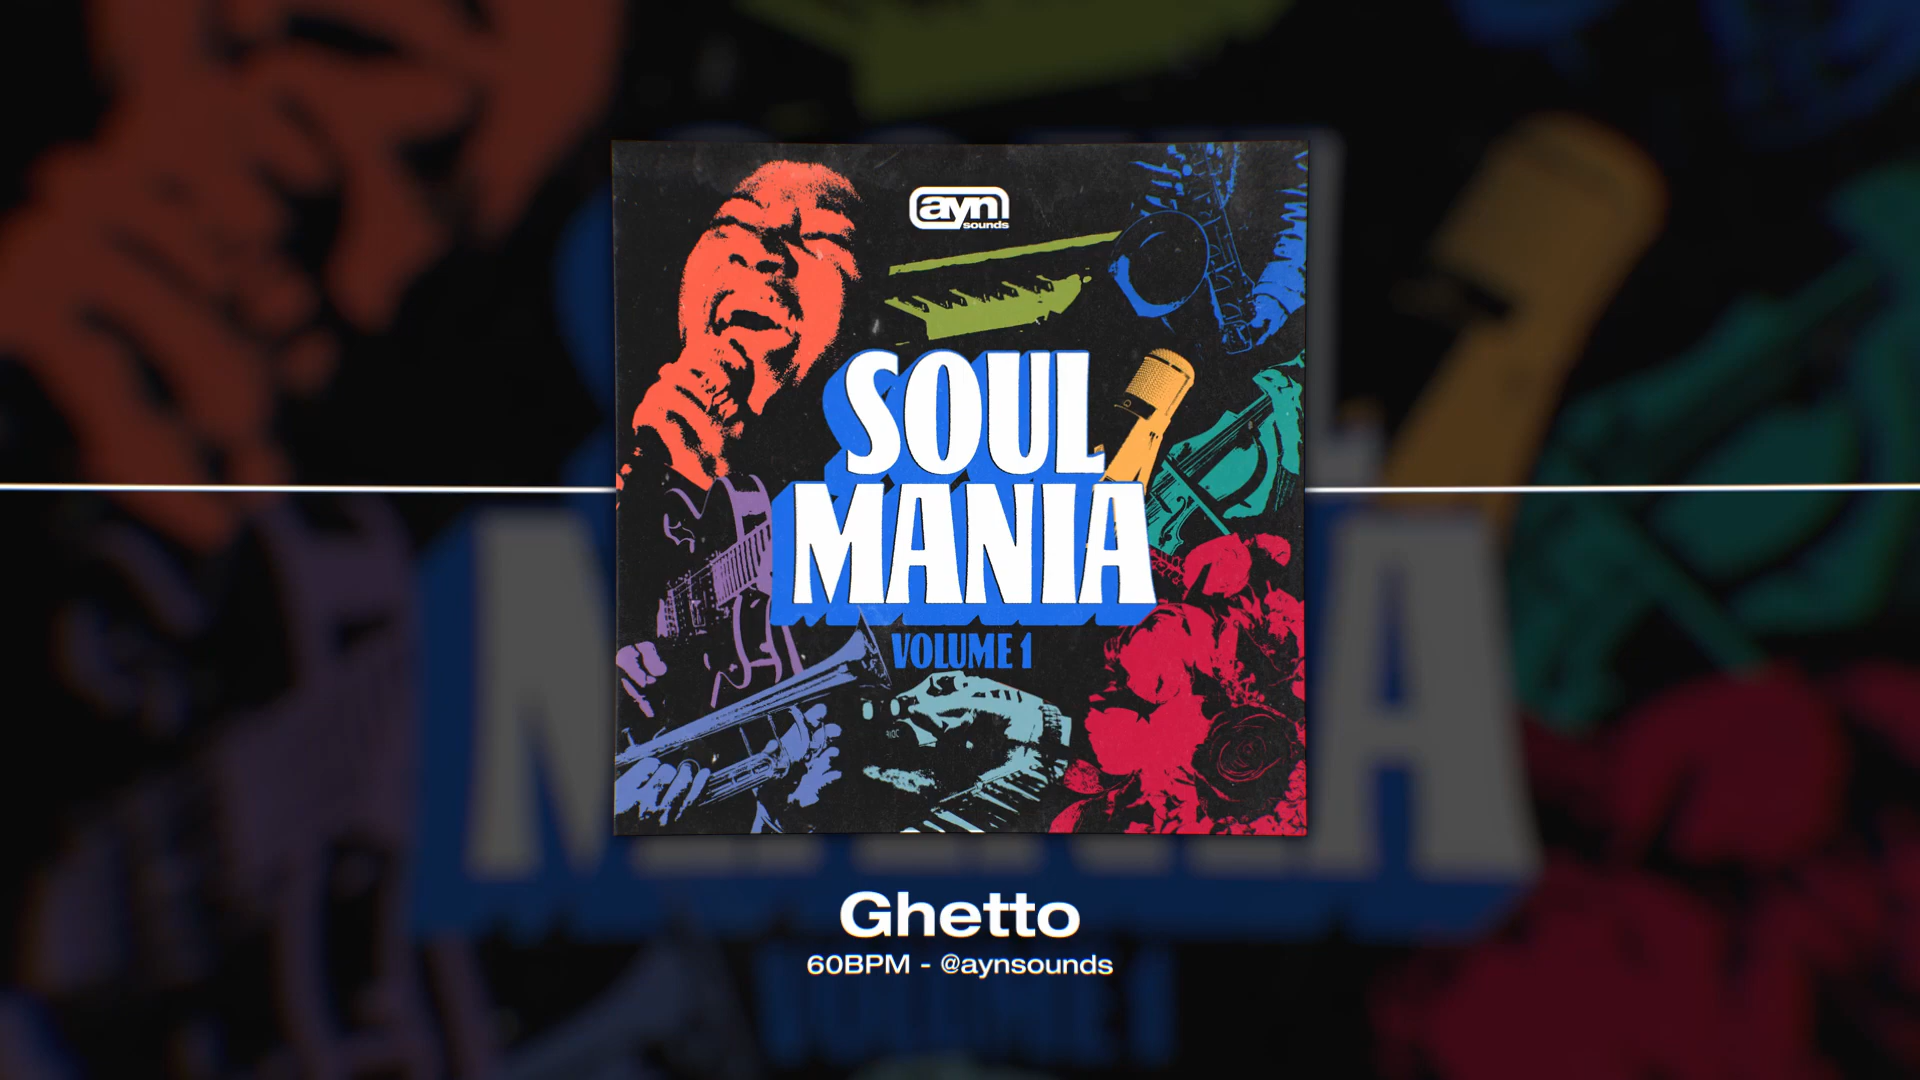 ayn
sounds
SOUL
MANIA
VOLUME 1
Ghetto
60BPM - @aynsounds